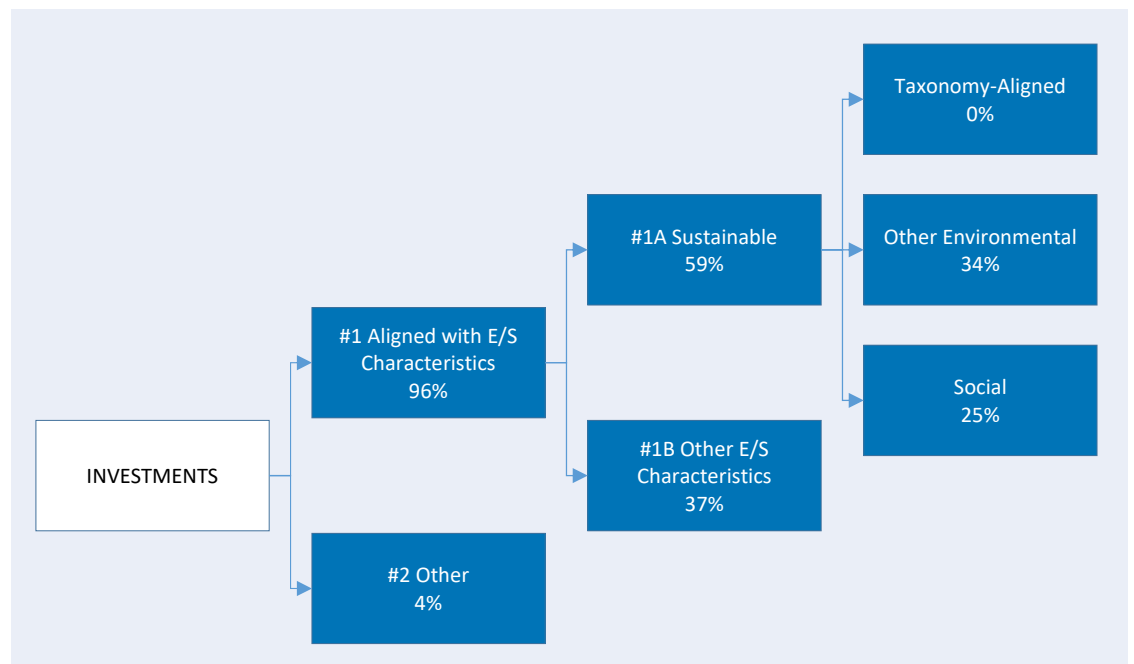 Taxonomy-Aligned
0%
#1A Sustainable
59%
Other Environmental
34%
#1 Aligned with E/S
Characteristics
96%
Social
25%
INVESTMENTS
#1B Other E/S
Characteristics
37%
#2 Other
4%